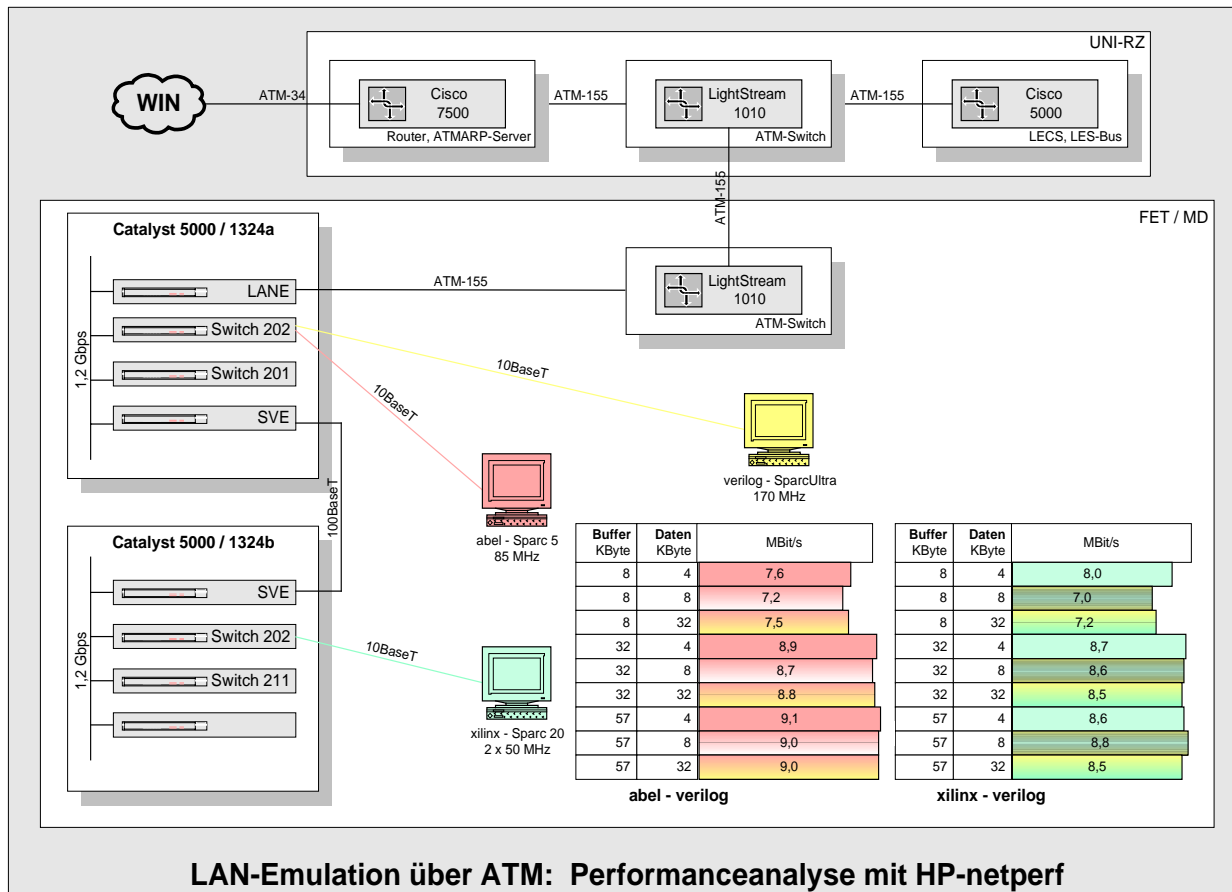 UNI-RZ
WIN
ATM-34
Cisco
7500
Router, ATMARP-Server
ATM-155
LightStream
1010
ATM-Switch
ATM-155
Cisco
5000
LECS, LES-Bus
ATM-155
FET / MD
Catalyst 5000 / 1324a
1,2 Gbps
LANE
Switch 202
Switch 201
SVE
ATM-155
LightStream
1010
ATM-Switch
10BaseT
10BaseT
verilog - SparcUltra
170 MHz
abel - Sparc 5
85 MHz
100BaseT
Catalyst 5000 / 1324b
1,2 Gbps
SVE
Switch 202
Switch 211
10BaseT
xilinx - Sparc 20
2 x 50 MHz
Buffer Daten MBit/s
KByte KByte
8 4 7,6
8 8 7,2
8 32 7,5
32 4 8,9
32 8 8,7
32 32 8.8
57 4 9,1
57 8 9,0
57 32 9,0
abel - verilog
Buffer Daten MBit/s
KByte KByte
8 4 8,0
8 8 7,0
8 32 7,2
32 4 8,7
32 8 8,6
32 32 8,5
57 4 8,6
57 8 8,8
57 32 8,5
xilinx - verilog
LAN-Emulation über ATM: Performanceanalyse mit HP-netperf